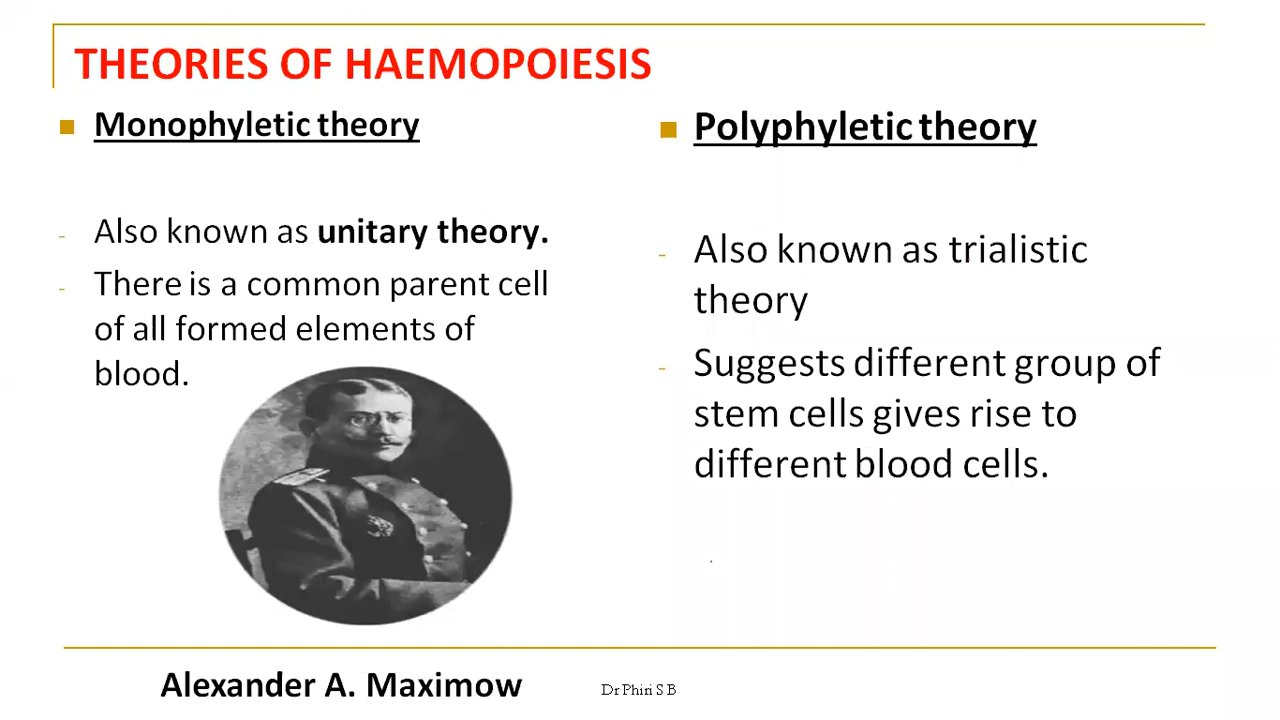 THEORIES OF HAEMOPOIESIS
Monophyletic theory
- Also known as unitary theory.
- There is a common parent cell
of all formed elements of
blood.
Polyphyletic theory
- Also known as trialistic
theory
- Suggests different group of
stem cells gives rise to
different blood cells.
Alexander A. Maximow
Dr Phiri S B